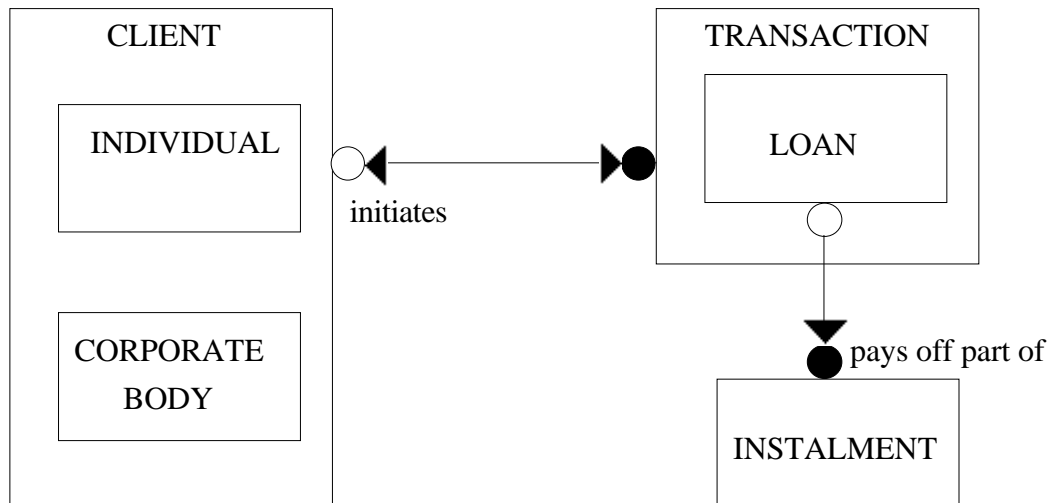 CLIENT
TRANSACTION
INDIVIDUAL
LOAN
initiates
CORPORATE
BODY
pays off part of
INSTALMENT